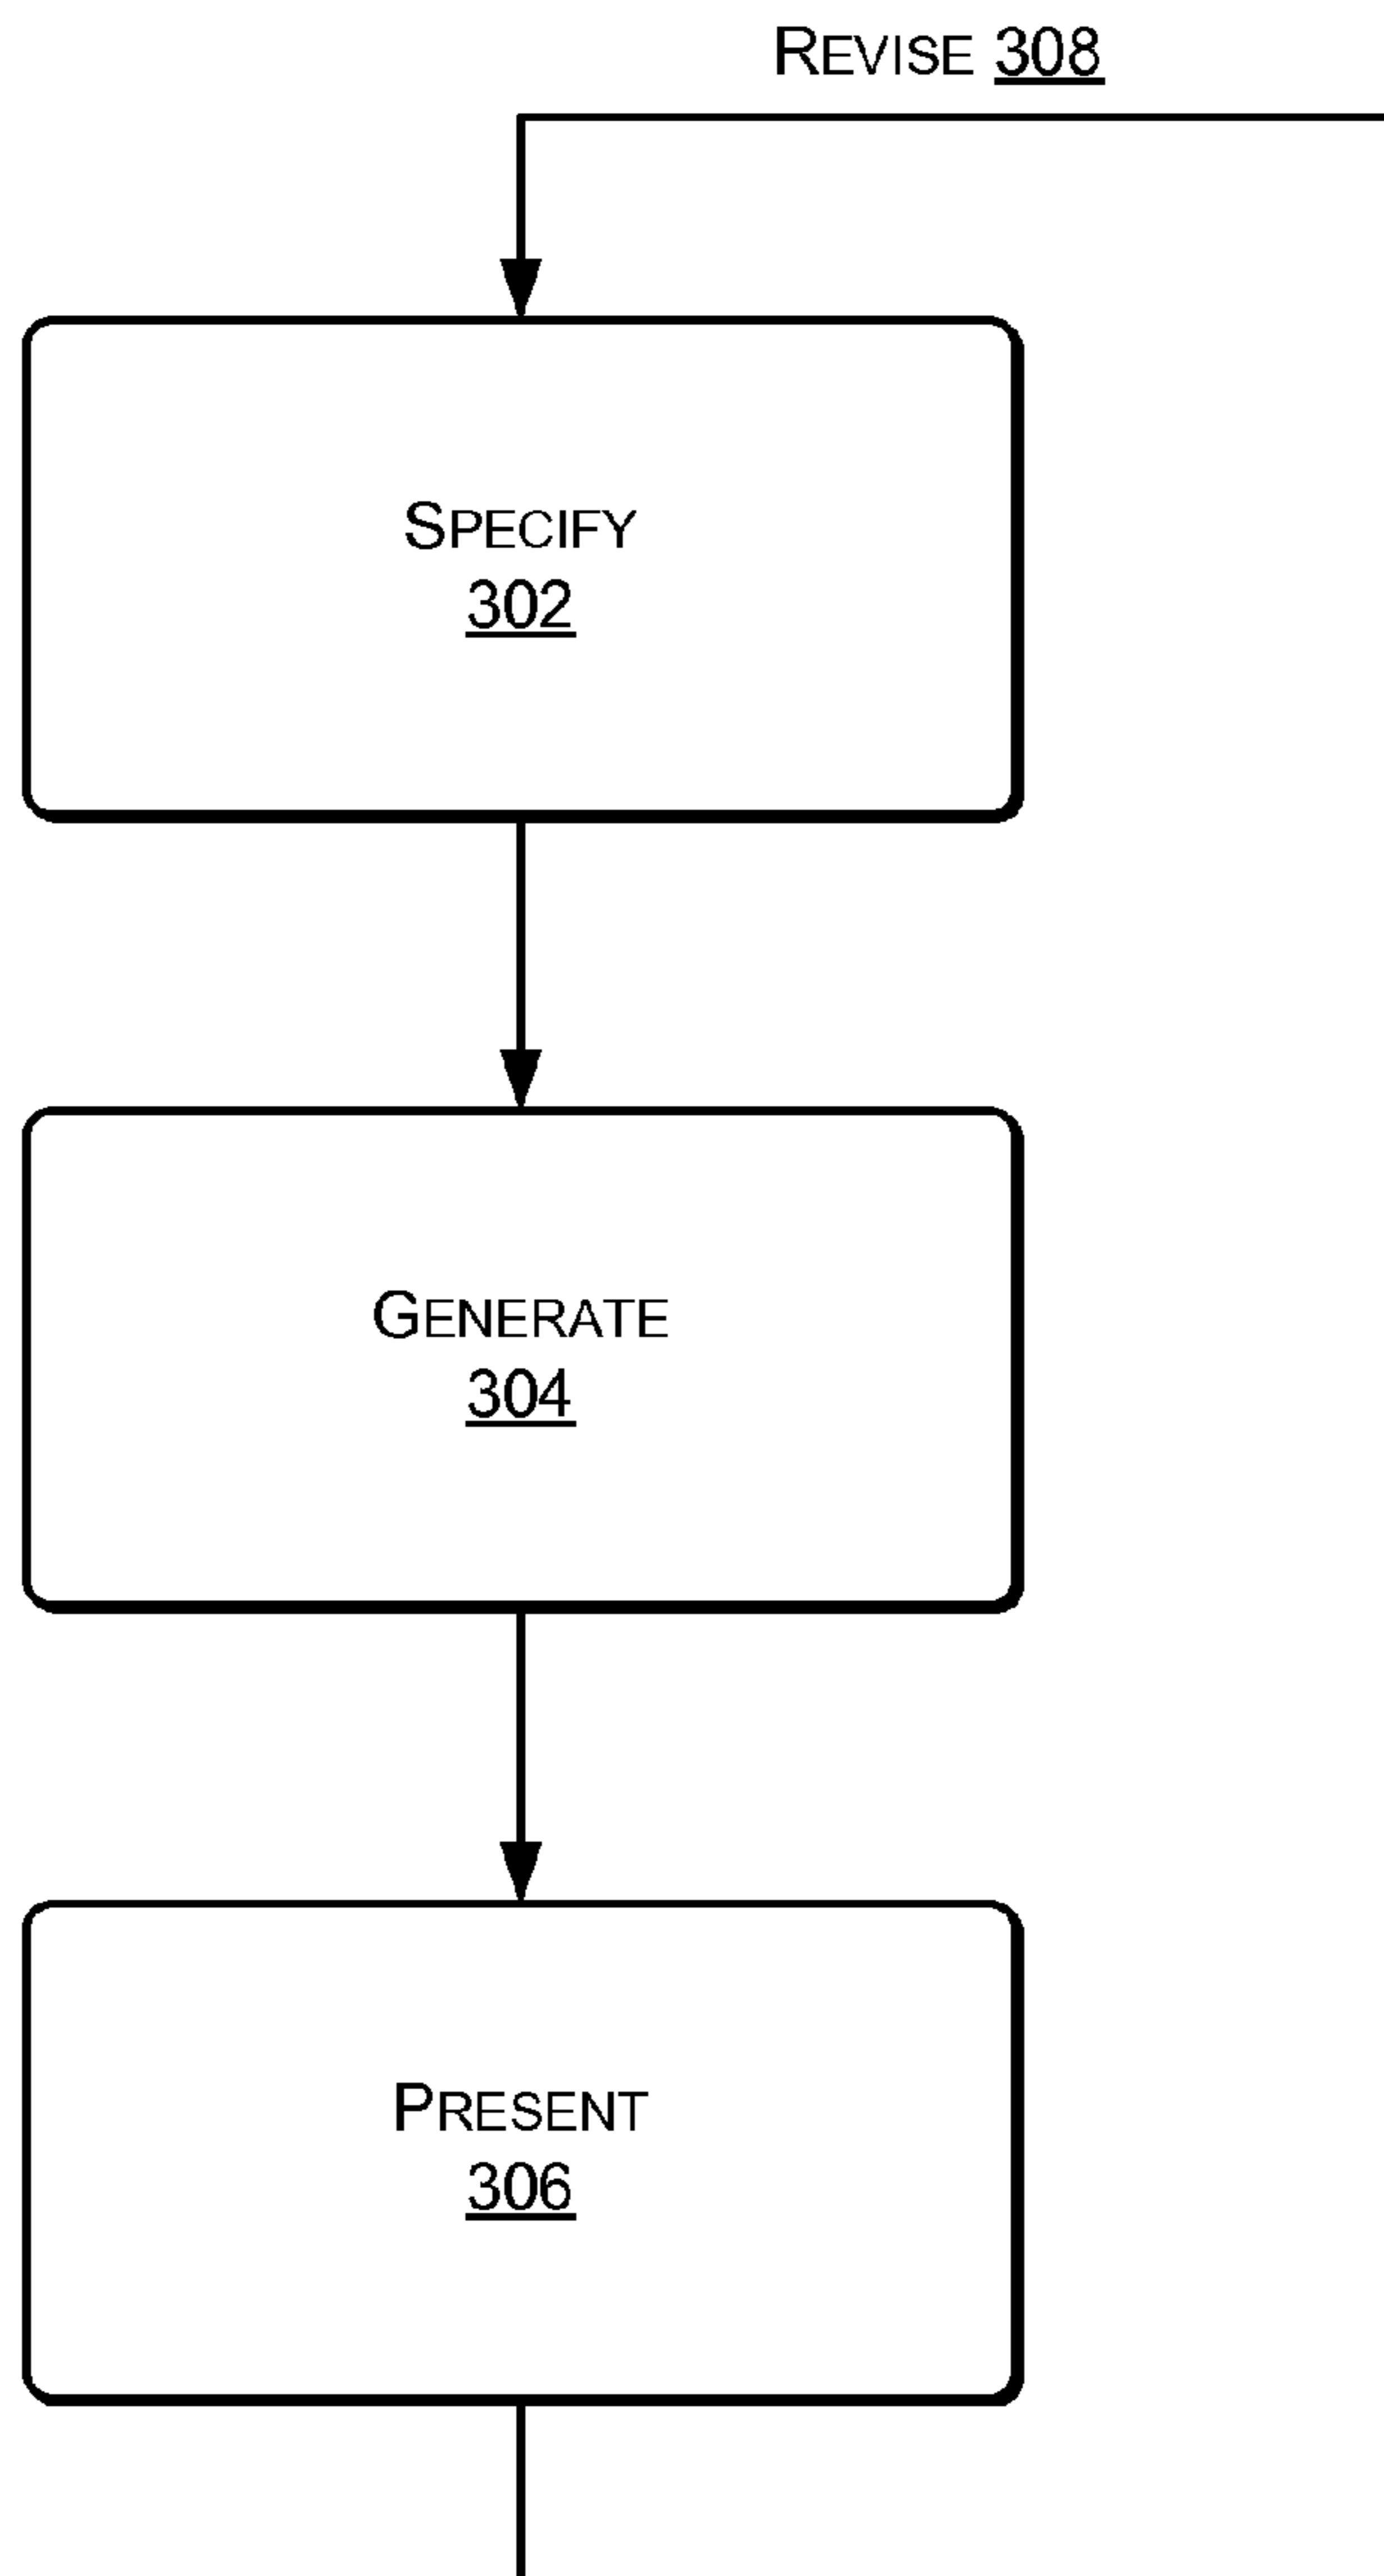 REVISE 308
SPECIFY
302
GENERATE
304
PRESENT
306